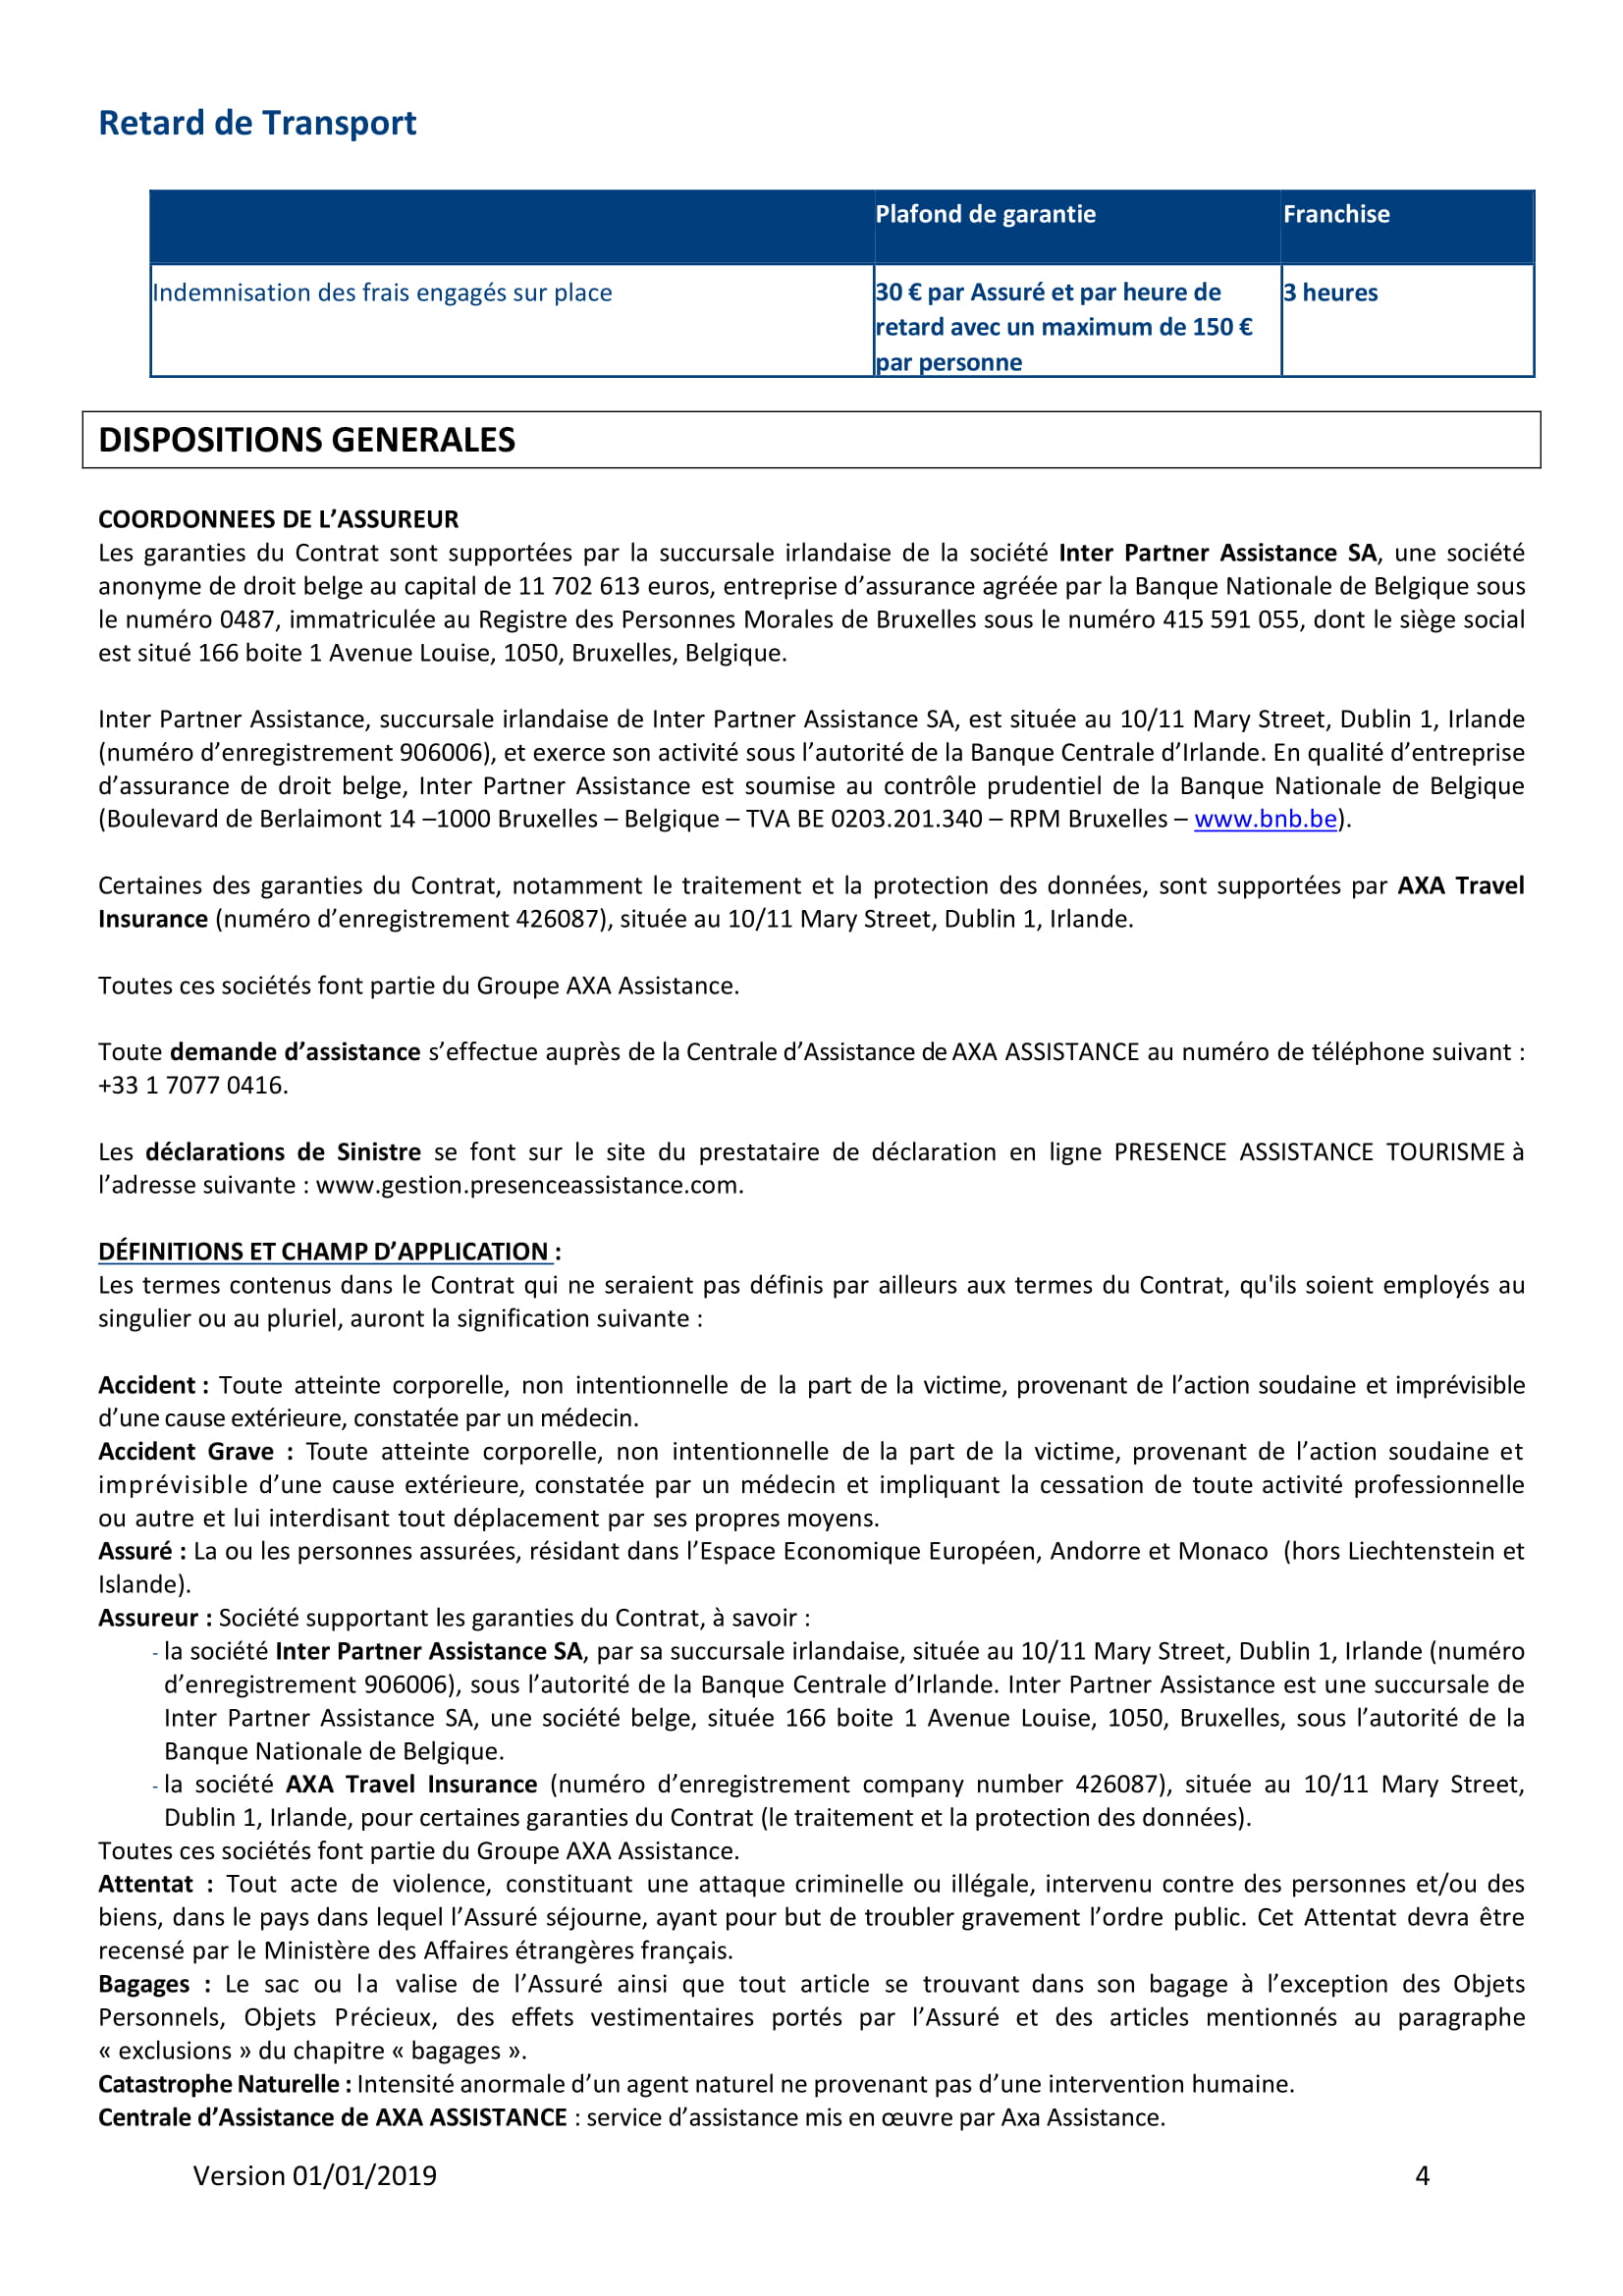 Retard de Transport
Plafond de garantie
Franchise
Indemnisation des frais engagés sur place
30 € par Assuré et par heure de
retard avec un maximum de 150 €
par personne
3 heures
DISPOSITIONS GENERALES
COORDONNEES DE L’ASSUREUR
Les garanties du Contrat sont supportées par la succursale irlandaise de la société Inter Partner Assistance SA, une société
anonyme de droit belge au capital de 11 702 613 euros, entreprise d’assurance agréée par la Banque Nationale de Belgique sous
le numéro 0487, immatriculée au Registre des Personnes Morales de Bruxelles sous le numéro 415 591 055, dont le siège social
est situé 166 boite 1 Avenue Louise, 1050, Bruxelles, Belgique.
Inter Partner Assistance, succursale irlandaise de Inter Partner Assistance SA, est située au 10/11 Mary Street, Dublin 1, Irlande
(numéro d’enregistrement 906006), et exerce son activité sous l’autorité de la Banque Centrale d’Irlande. En qualité d’entreprise
d’assurance de droit belge, Inter Partner Assistance est soumise au contrôle prudentiel de la Banque Nationale de Belgique
(Boulevard de Berlaimont 14 –1000 Bruxelles – Belgique – TVA BE 0203.201.340 – RPM Bruxelles – www.bnb.be).
Certaines des garanties du Contrat, notamment le traitement et la protection des données, sont supportées par AXA Travel
Insurance (numéro d’enregistrement 426087), située au 10/11 Mary Street, Dublin 1, Irlande.
Toutes ces sociétés font partie du Groupe AXA Assistance.
Toute demande d’assistance s’effectue auprès de la Centrale d’Assistance de AXA ASSISTANCE au numéro de téléphone suivant :
+33 1 7077 0416.
Les déclarations de Sinistre se font sur le site du prestataire de déclaration en ligne PRESENCE ASSISTANCE TOURISME à
l’adresse suivante : www.gestion.presenceassistance.com.
DÉFINITIONS ET CHAMP D’APPLICATION :
Les termes contenus dans le Contrat qui ne seraient pas définis par ailleurs aux termes du Contrat, qu'ils soient employés au
singulier ou au pluriel, auront la signification suivante :
Accident : Toute atteinte corporelle, non intentionnelle de la part de la victime, provenant de l’action soudaine et imprévisible
d’une cause extérieure, constatée par un médecin.
Accident Grave : Toute atteinte corporelle, non intentionnelle de la part de la victime, provenant de l’action soudaine et
imprévisible d’une cause extérieure, constatée par un médecin et impliquant la cessation de toute activité professionnelle
ou autre et lui interdisant tout déplacement par ses propres moyens.
Assuré : La ou les personnes assurées, résidant dans l’Espace Economique Européen, Andorre et Monaco (hors Liechtenstein et
Islande).
Assureur : Société supportant les garanties du Contrat, à savoir :
- la société Inter Partner Assistance SA, par sa succursale irlandaise, située au 10/11 Mary Street, Dublin 1, Irlande (numéro
d’enregistrement 906006), sous l’autorité de la Banque Centrale d’Irlande. Inter Partner Assistance est une succursale de
Inter Partner Assistance SA, une société belge, située 166 boite 1 Avenue Louise, 1050, Bruxelles, sous l’autorité de la
Banque Nationale de Belgique.
- la société AXA Travel Insurance (numéro d’enregistrement company number 426087), située au 10/11 Mary Street,
Dublin 1, Irlande, pour certaines garanties du Contrat (le traitement et la protection des données).
Toutes ces sociétés font partie du Groupe AXA Assistance.
Attentat : Tout acte de violence, constituant une attaque criminelle ou illégale, intervenu contre des personnes et/ou des
biens, dans le pays dans lequel l’Assuré séjourne, ayant pour but de troubler gravement l’ordre public. Cet Attentat devra être
recensé par le Ministère des Affaires étrangères français.
Bagages : Le sac ou la valise de l’Assuré ainsi que tout article se trouvant dans son bagage à l’exception des Objets
Personnels, Objets Précieux, des effets vestimentaires portés par l’Assuré et des articles mentionnés au paragraphe
« exclusions » du chapitre « bagages ».
Catastrophe Naturelle : Intensité anormale d’un agent naturel ne provenant pas d’une intervention humaine.
Centrale d’Assistance de AXA ASSISTANCE : service d’assistance mis en œuvre par Axa Assistance.
Version 01/01/2019
4